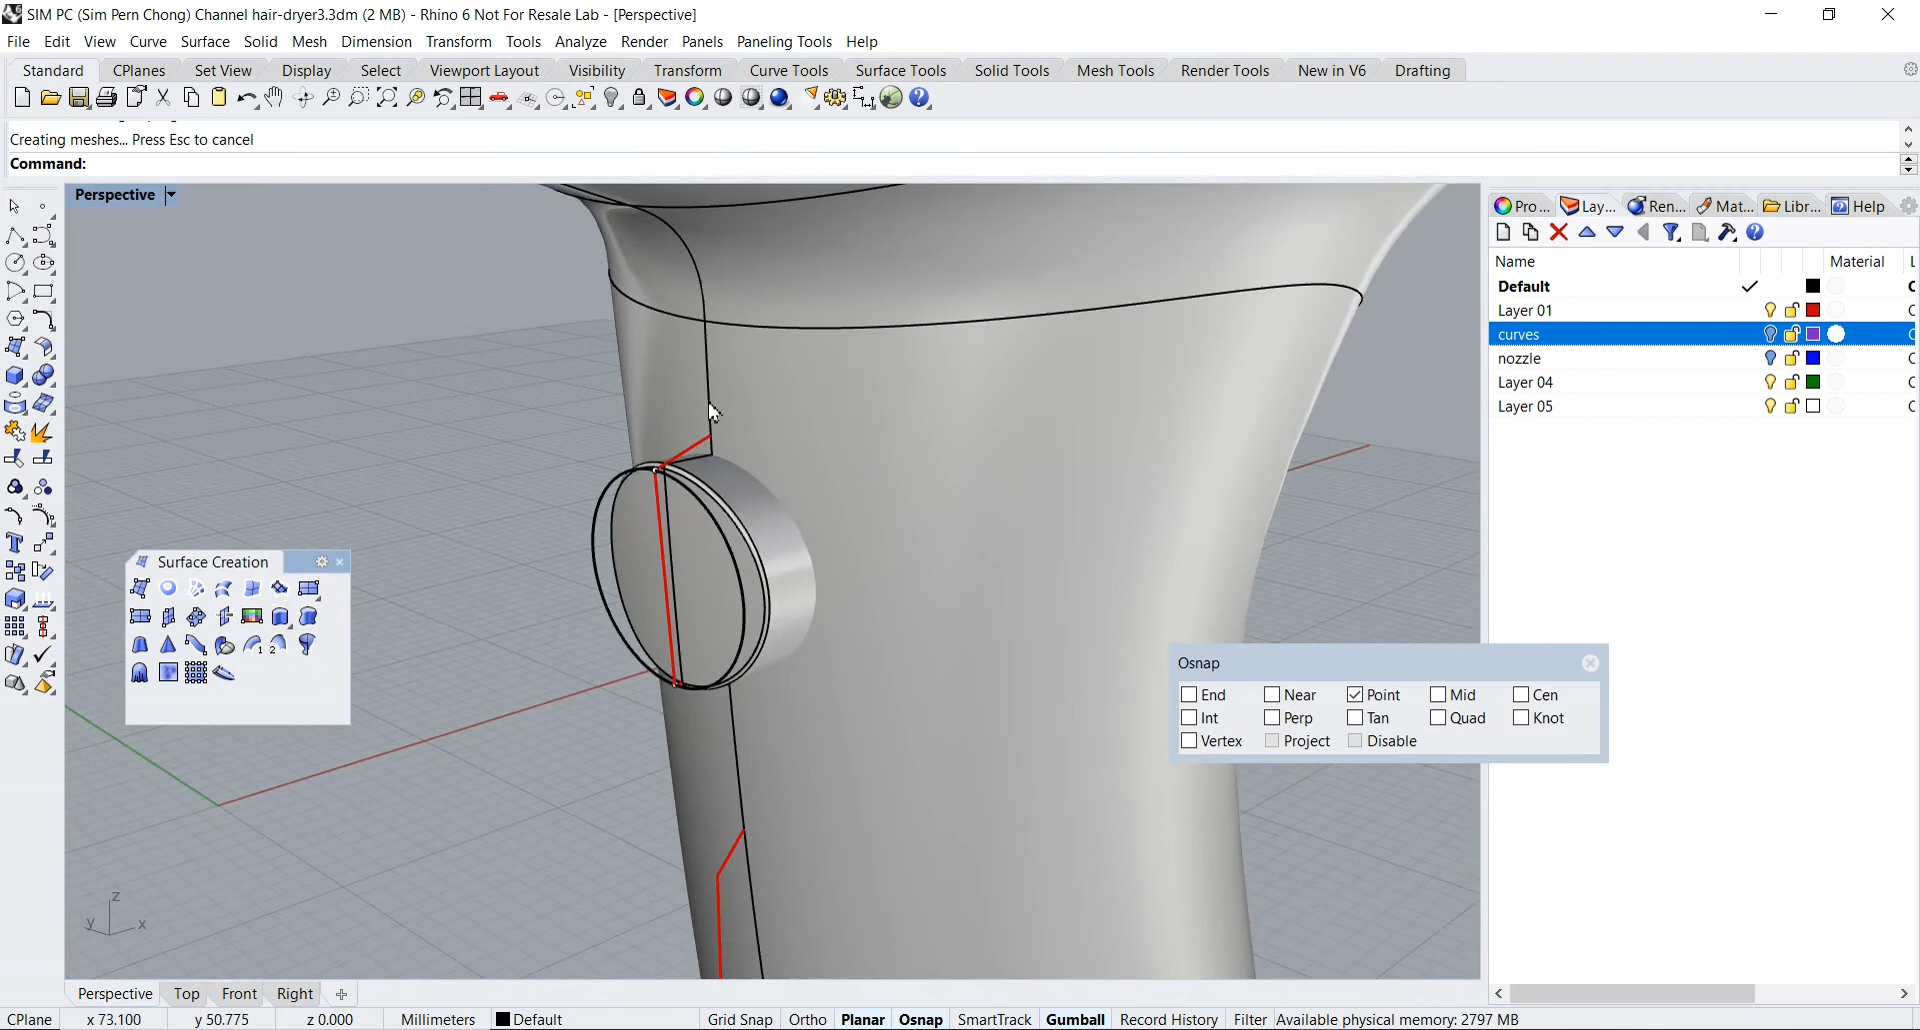 SIM PC (Sim Pern Chong) Channel hair-dryer3.3dm (2 MB) - Rhino 6 Not For Resale Lab - [Perspective]
File Edit View Curve Surface Solid Mesh Dimension Transform Tools Analyze Render Panels Paneling Tools Help
Standard CPlanes Set View Display Select Viewport Layout Visibility Transform Curve Tools Surface Tools Solid Tools Mesh Tools Render Tools New in V6 Drafting
Creating meshes... Press Esc to cancel
Command:
Perspective
Pro... Lay... Ren... Mat... Libr... Help
Name Material L
Default
Layer 01
curves
nozzle
Layer 04
Layer 05
Surface Creation
Osnap
End Near Point Mid Cen
Int Perp Tan Quad Knot
Vertex Project Disable
z
y x
Perspective Top Front Right
CPlane x 73.100 y 50.775 z 0.000 Millimeters Default Grid Snap Ortho Planar Osnap SmartTrack Gumball Record History Filter Available physical memory: 2797 MB